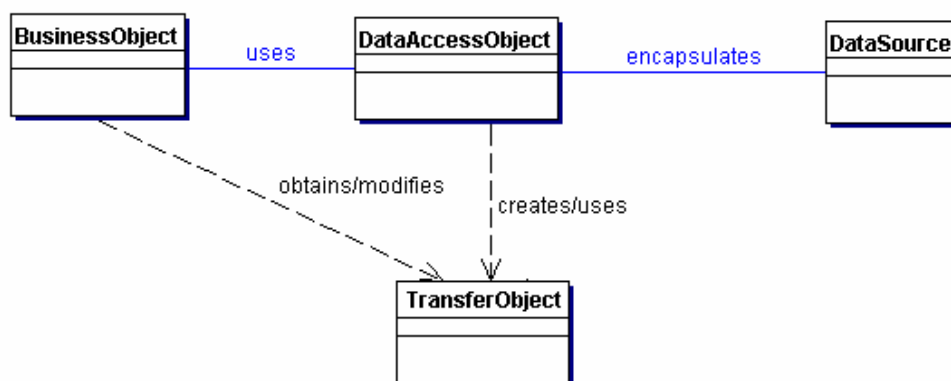 BusinessObject
uses
DataAccessObject
encapsulates
DataSource
obtains/modifies
creates/uses
TransferObject